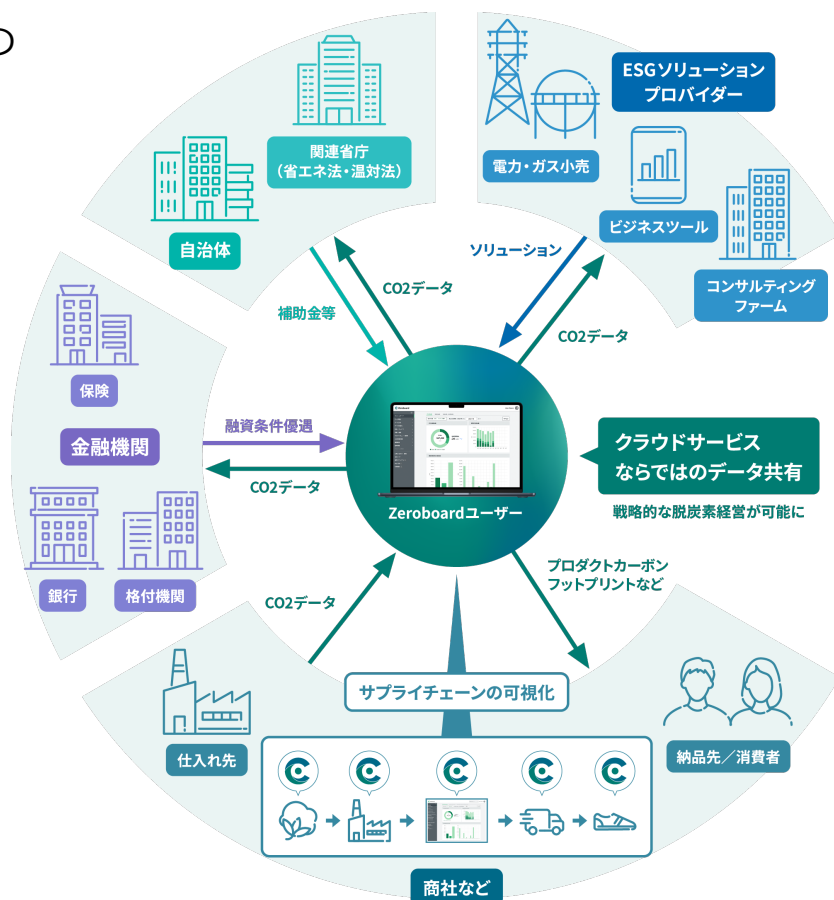 の
関連省庁
（省エネ法・温対法）
自治体
ESGソリューション
プロバイダー
電力・ガス小売
ビジネスツール
コンサルティング
ファーム
ソリューション
CO2データ
CO2データ
補助金等
保険
金融機関
銀行
格付機関
融資条件優遇
CO2データ
Zeroboardユーザー
クラウドサービス
ならではのデータ共有
戦略的な脱炭素経営が可能に
プロダクトカーボン
フットプリントなど
CO2データ
サプライチェーンの可視化
仕入れ先
納品先／消費者
商社など